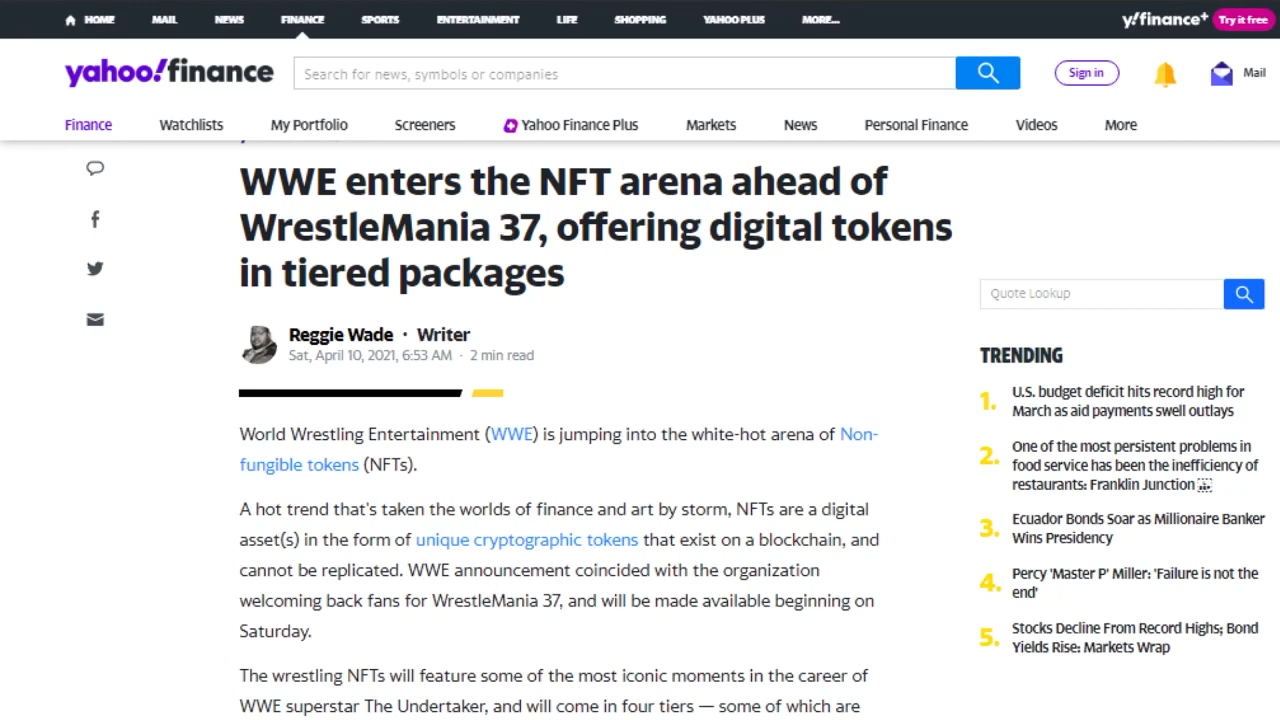 HOME MAIL NEWS FINANCE SPORTS ENTERTAINMENT LIFE SHOPPING YAHOO PLUS MORE... y!finance+ Try it free
yahoo!finance Search for news, symbols or companies Sign in Mail
Finance Watchlists My Portfolio Screeners Yahoo Finance Plus Markets News Personal Finance Videos More
WWE enters the NFT arena ahead of
WrestleMania 37, offering digital tokens
in tiered packages
Reggie Wade · Writer
Sat, April 10, 2021, 6:53 AM · 2 min read
World Wrestling Entertainment (WWE) is jumping into the white-hot arena of Non-
fungible tokens (NFTs).
A hot trend that's taken the worlds of finance and art by storm, NFTs are a digital
asset(s) in the form of unique cryptographic tokens that exist on a blockchain, and
cannot be replicated. WWE announcement coincided with the organization
welcoming back fans for WrestleMania 37, and will be made available beginning on
Saturday.
The wrestling NFTs will feature some of the most iconic moments in the career of
WWE superstar The Undertaker, and will come in four tiers — some of which are
Quote Lookup
TRENDING
1. U.S. budget deficit hits record high for
March as aid payments swell outlays
2. One of the most persistent problems in
food service has been the inefficiency of
restaurants: Franklin Junction
3. Ecuador Bonds Soar as Millionaire Banker
Wins Presidency
4. Percy 'Master P' Miller: 'Failure is not the
end'
5. Stocks Decline From Record Highs; Bond
Yields Rise: Markets Wrap